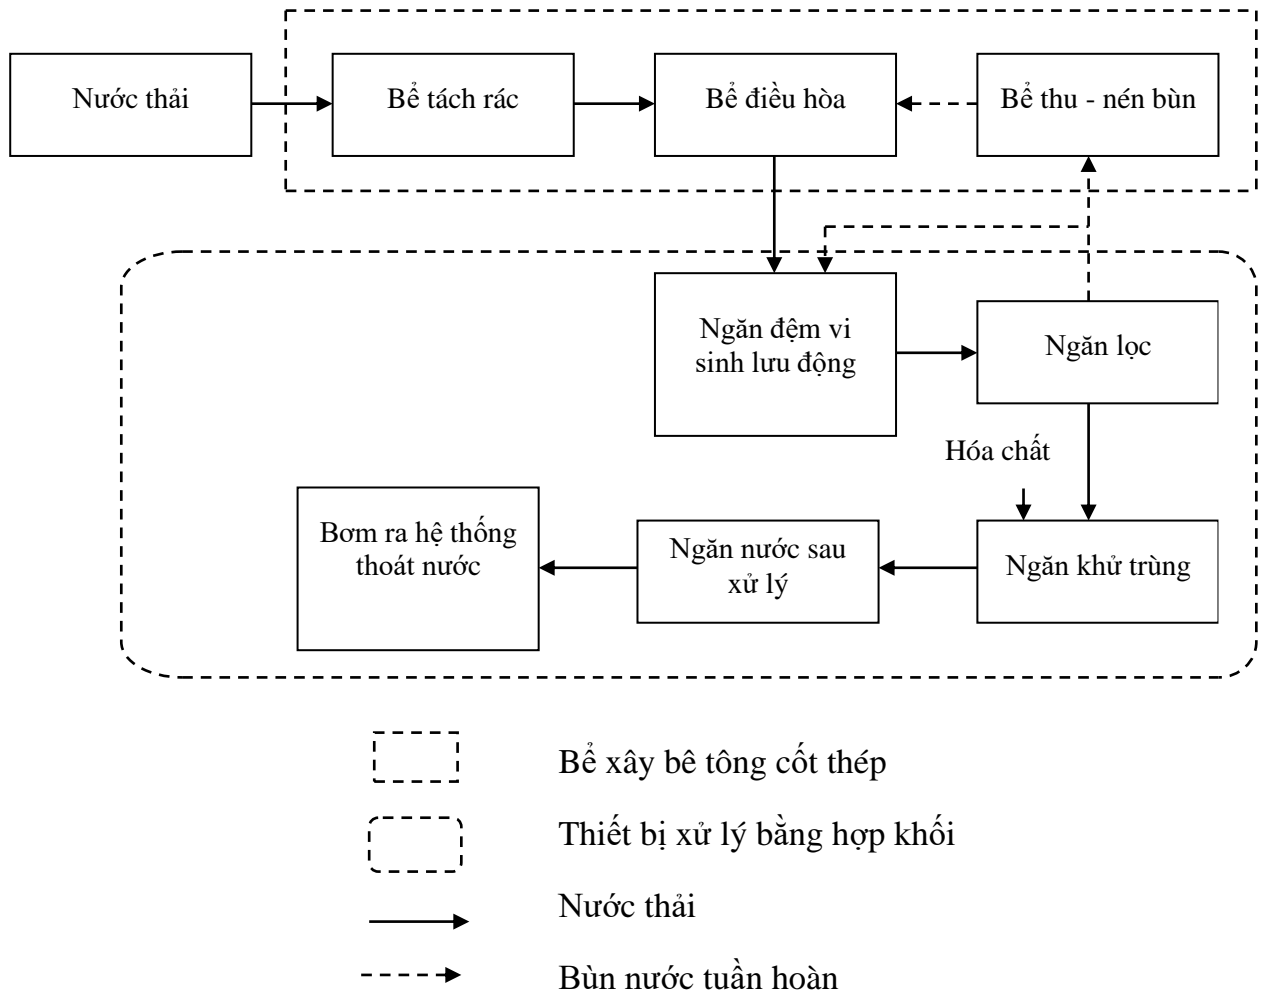 Nước thải
Bể tách rác
Bể điều hòa
Bể thu - nén bùn
Ngăn đệm vi
sinh lưu động
Ngăn lọc
Hóa chất
Bơm ra hệ thống
thoát nước
Ngăn nước sau
xử lý
Ngăn khử trùng
Bể xây bê tông cốt thép
Thiết bị xử lý bằng hợp khối
Nước thải
Bùn nước tuần hoàn